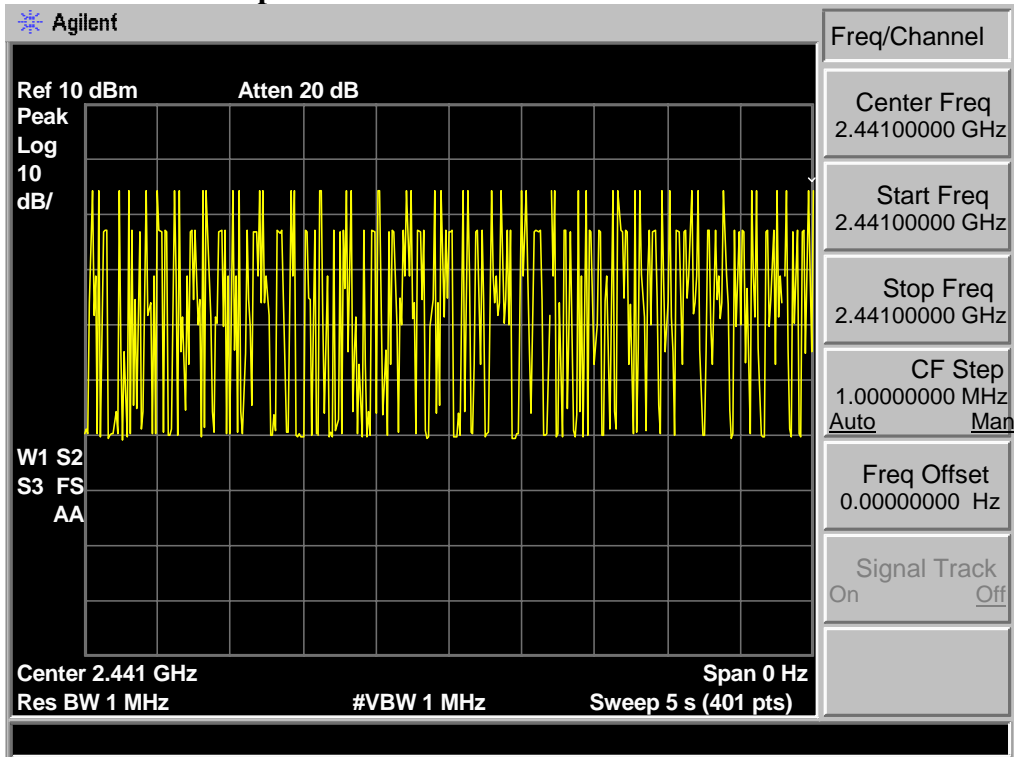 Agilent
Freq/Channel
Ref 10 dBm Atten 20 dB
Peak
Log
10
dB/
W1 S2
S3 FS
AA
Center 2.441 GHz Span 0 Hz
Res BW 1 MHz #VBW 1 MHz Sweep 5 s (401 pts)
Center Freq
2.44100000 GHz
Start Freq
2.44100000 GHz
Stop Freq
2.44100000 GHz
CF Step
1.00000000 MHz
Auto Man
Freq Offset
0.00000000 Hz
Signal Track
On Off